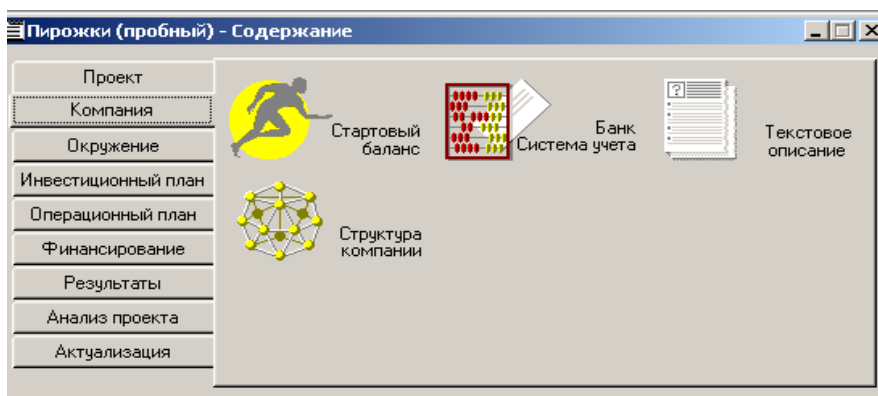 Пирожки (пробный) - Содержание
Проект
Компания
Окружение
Инвестиционный план
Операционный план
Финансирование
Результаты
Анализ проекта
Актуализация
Стартовый
баланс
Банк
Система учета
?
Текстовое
описание
Структура
компании